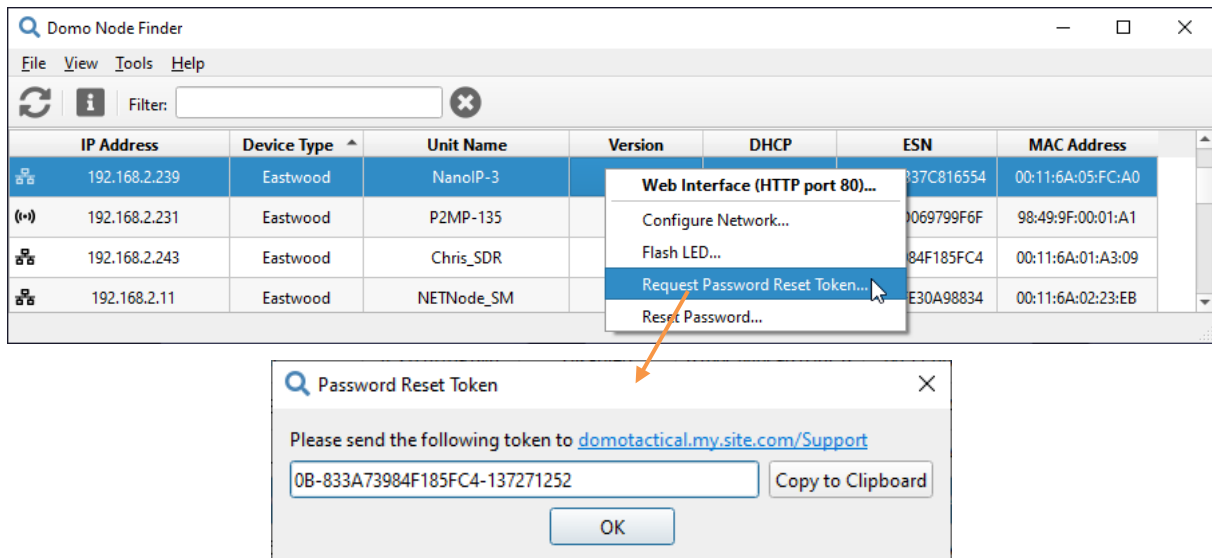 Domo Node Finder
File View Tools Help
Filter:
IP Address Device Type Unit Name Version DHCP ESN MAC Address
192.168.2.239 Eastwood NanoIP-3 37C816554 00:11:6A:05:FC:A0
192.168.2.231 Eastwood P2MP-135 069799F6F 98:49:9F:00:01:A1
192.168.2.243 Eastwood Chris_SDR 84F185FC4 00:11:6A:01:A3:09
192.168.2.11 Eastwood NETNode_SM E30A98834 00:11:6A:02:23:EB
Web Interface (HTTP port 80)...
Configure Network...
Flash LED...
Request Password Reset Token...
Reset Password...
Password Reset Token
Please send the following token to domotactical.my.site.com/Support
0B-833A73984F185FC4-137271252 Copy to Clipboard
OK